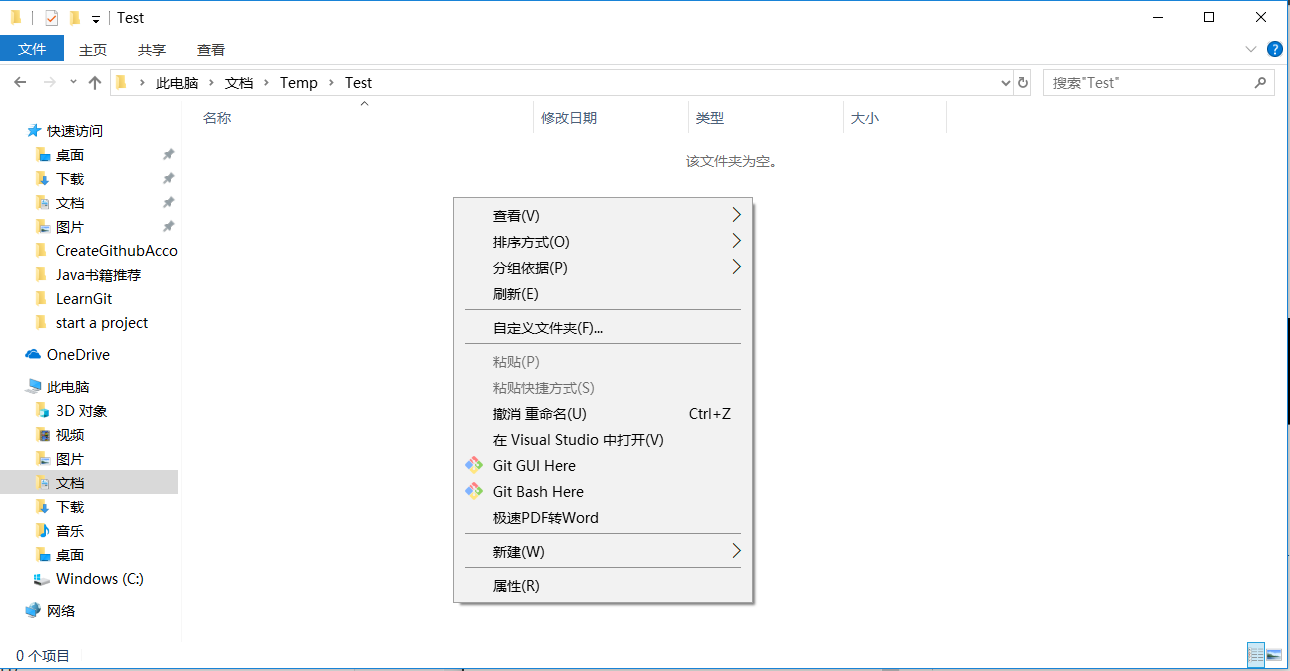 Test
文件 主页 共享 查看
此电脑 文档 Temp Test
搜索"Test"
名称 修改日期 类型 大小
该文件夹为空。
快速访问
桌面
下载
文档
图片
CreateGithubAcco
Java书籍推荐
LearnGit
start a project
OneDrive
此电脑
3D 对象
视频
图片
文档
下载
音乐
桌面
Windows (C:)
网络
查看(V)
排序方式(O)
分组依据(P)
刷新(E)
自定义文件夹(F)...
粘贴(P)
粘贴快捷方式(S)
撤消 重命名(U) Ctrl+Z
在 Visual Studio 中打开(V)
Git GUI Here
Git Bash Here
极速PDF转Word
新建(W)
属性(R)
0 个项目